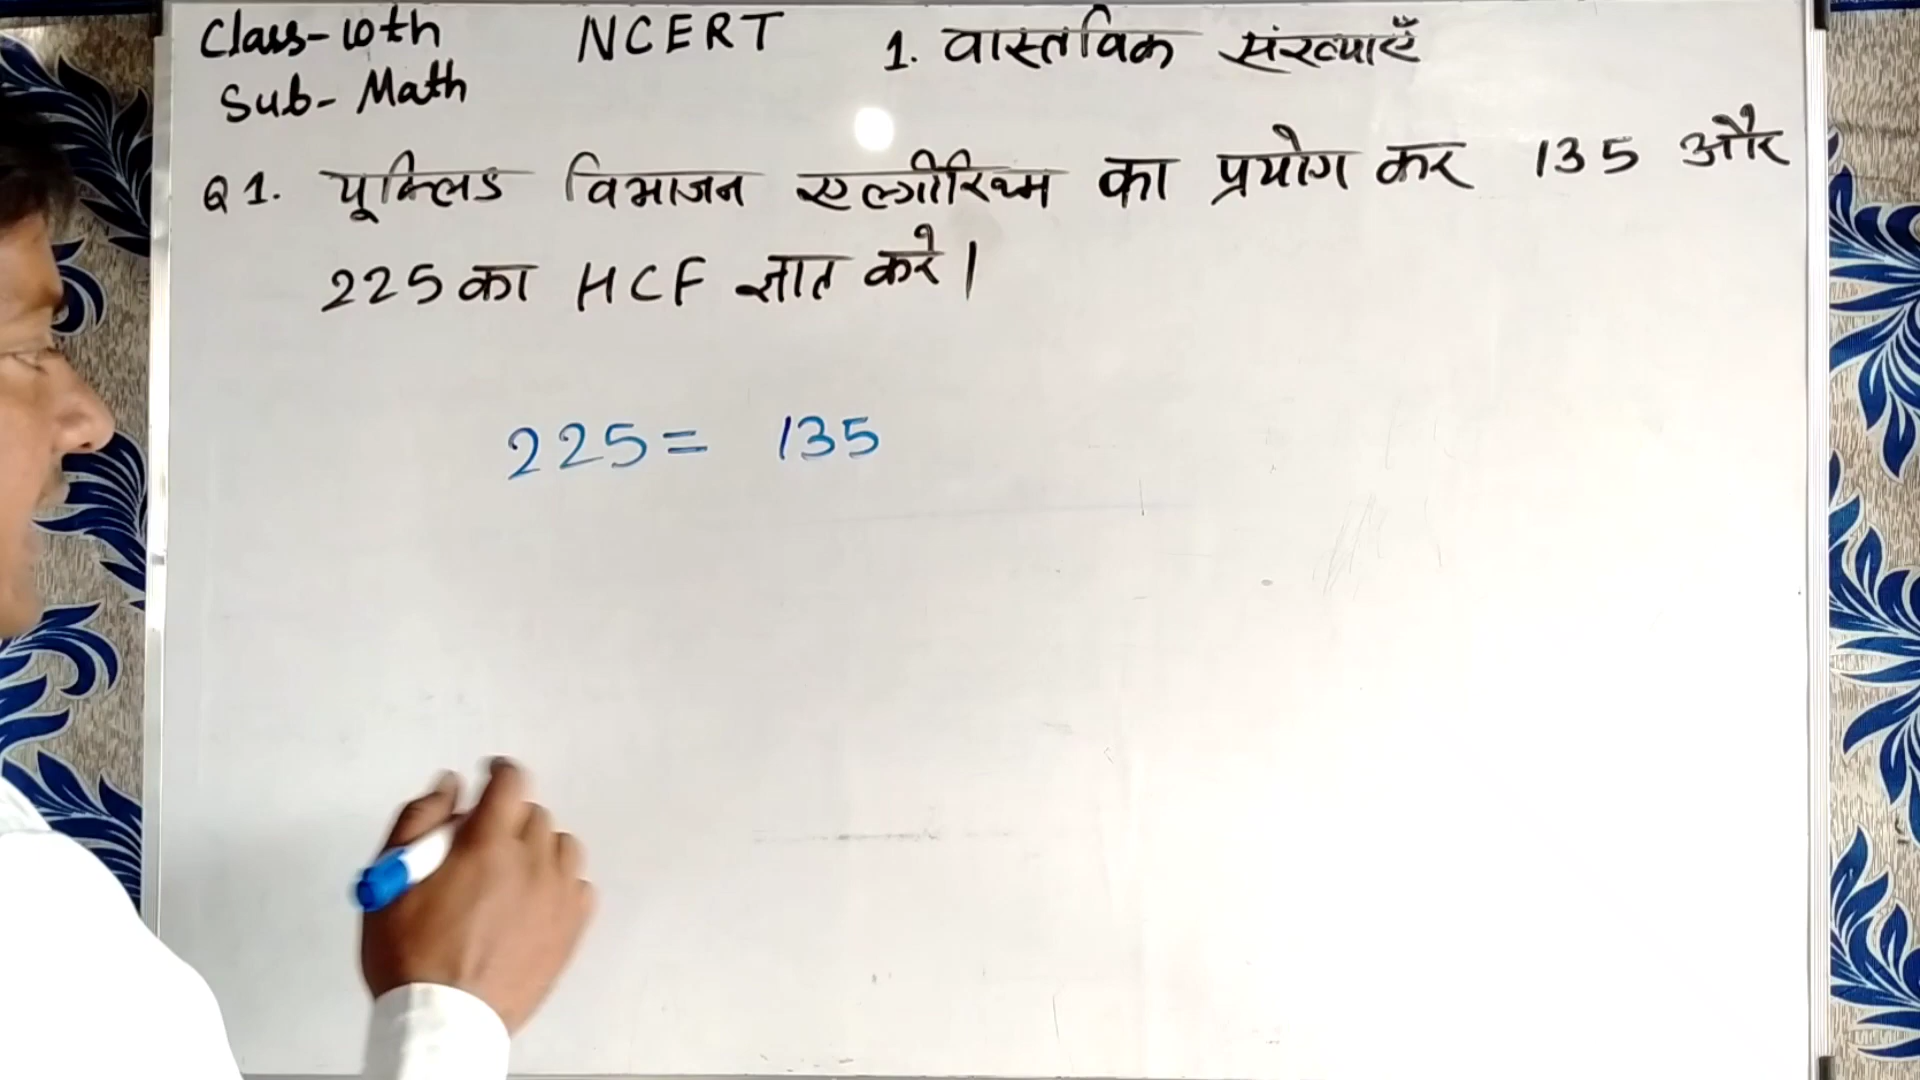 Class-10th NCERT 1. वास्तविक संख्याएँ
Sub- Math
Q1. यूक्लिड विभाजन एल्गोरिथ्म का प्रयोग कर 135 और
225 का HCF ज्ञात करे।
225= 135